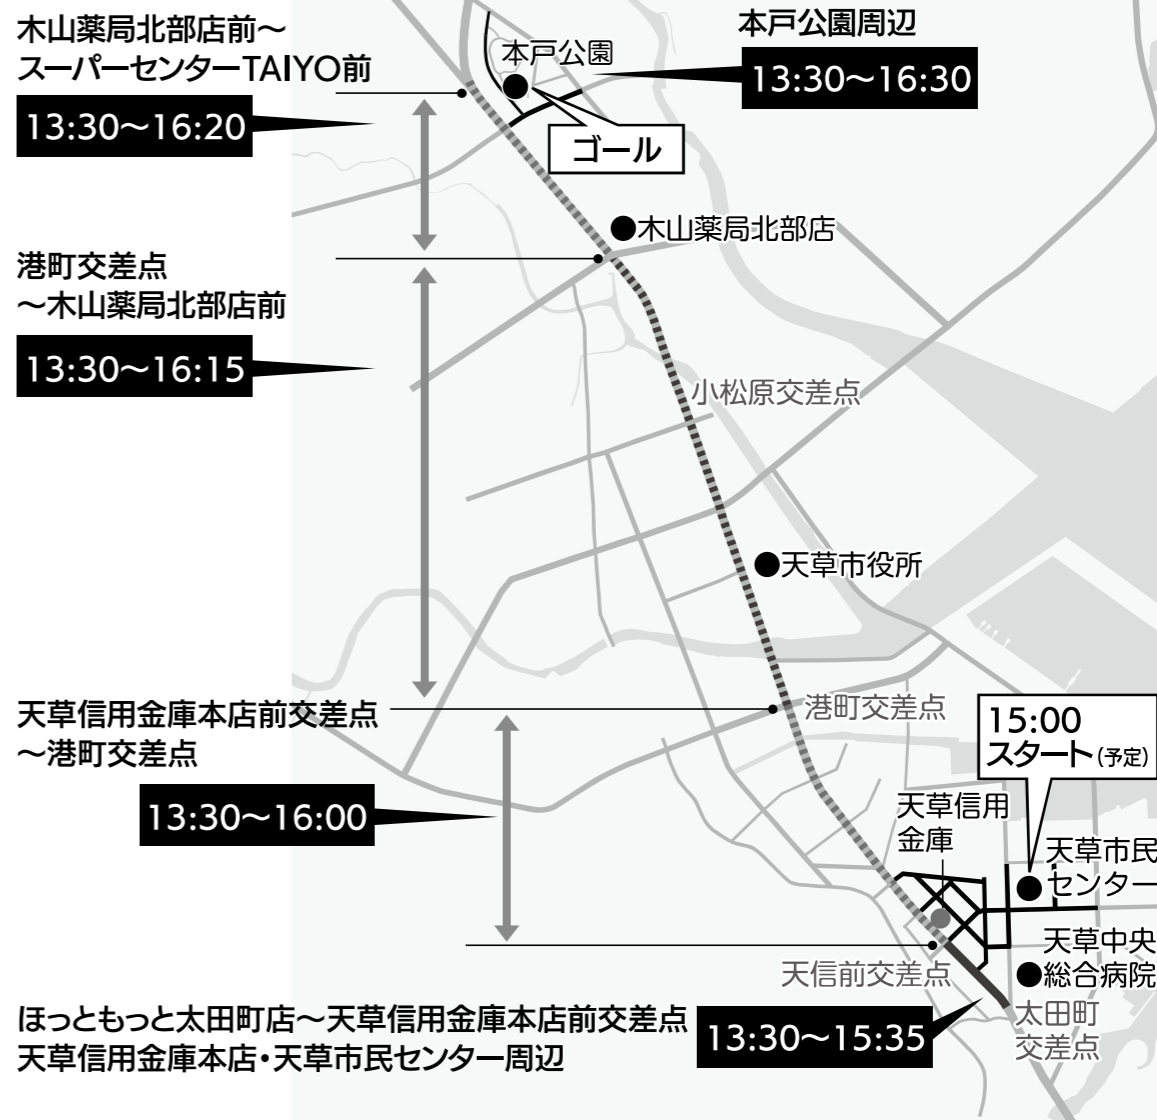 木山薬局北部店前～
スーパーセンターTAIYO前
13:30～16:20
本戸公園周辺
13:30～16:30
本戸公園
ゴール
●木山薬局北部店
港町交差点
～木山薬局北部店前
13:30～16:15
小松原交差点
●天草市役所
天草信用金庫本店前交差点
～港町交差点
13:30～16:00
港町交差点
15:00
スタート(予定)
天草信用
金庫
天草市民
センター
天草中央
●総合病院
天信前交差点
太田町
交差点
ほっともっと太田町店～天草信用金庫本店前交差点
天草信用金庫本店・天草市民センター周辺
13:30～15:35